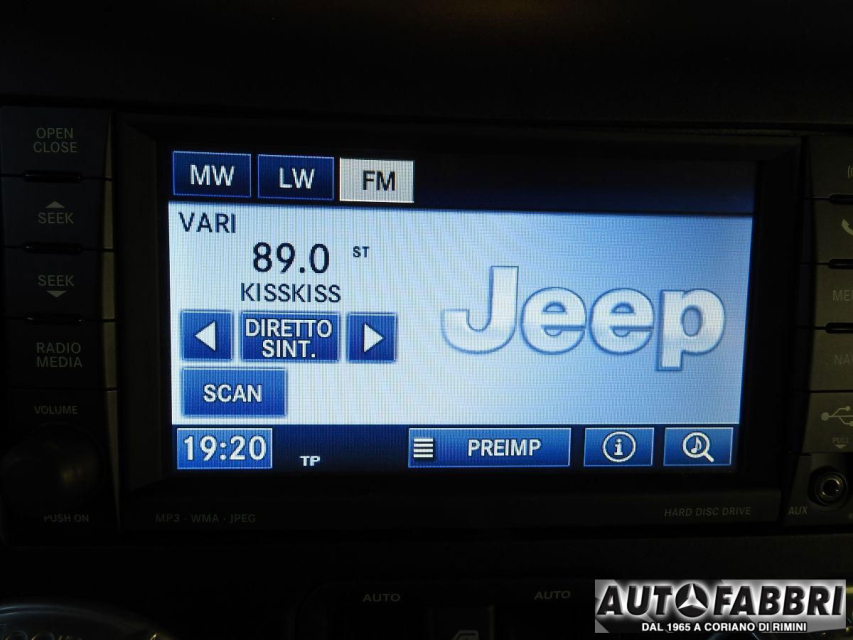 OPEN
CLOSE
SEEK
SEEK
RADIO
MEDIA
VOLUME
PUSH ON
MW LW FM
VARI
89.0 ST
KISSKISS
DIRETTO
SINT.
SCAN
19:20 TP PREIMP
Jeep
MP3 - WMA - JPEG
HARD DISC DRIVE
AUX
AUTO AUTO
AUTOFABBRI
DAL 1965 A CORIANO DI RIMINI